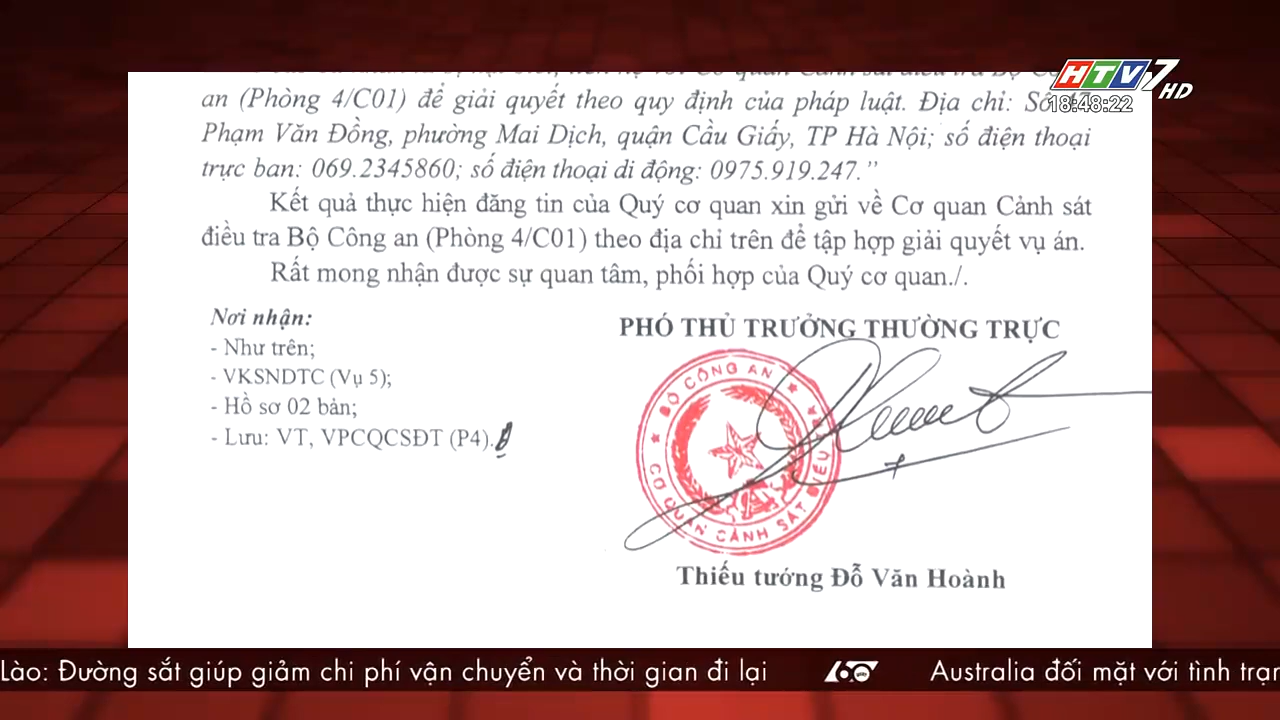 HTV7 HD
18:48:22
an (Phòng 4/C01) để giải quyết theo quy định của pháp luật. Địa chỉ: Số
Phạm Văn Đồng, phường Mai Dịch, quận Cầu Giấy, TP Hà Nội; số điện thoại
trực ban: 069.2345860; số điện thoại di động: 0975.919.247.”
Kết quả thực hiện đăng tin của Quý cơ quan xin gửi về Cơ quan Cảnh sát
điều tra Bộ Công an (Phòng 4/C01) theo địa chỉ trên để tập hợp giải quyết vụ án.
Rất mong nhận được sự quan tâm, phối hợp của Quý cơ quan./.
Nơi nhận:
- Như trên;
- VKSNDTC (Vụ 5);
- Hồ sơ 02 bản;
- Lưu: VT, VPCQCSĐT (P4).
PHÓ THỦ TRƯỞNG THƯỜNG TRỰC
BỘ CÔNG AN
CƠ QUAN CẢNH SÁT ĐIỀU TRA
Thiếu tướng Đỗ Văn Hoành
Lào: Đường sắt giúp giảm chi phí vận chuyển và thời gian đi lại
60 giây
Australia đối mặt với tình trạn